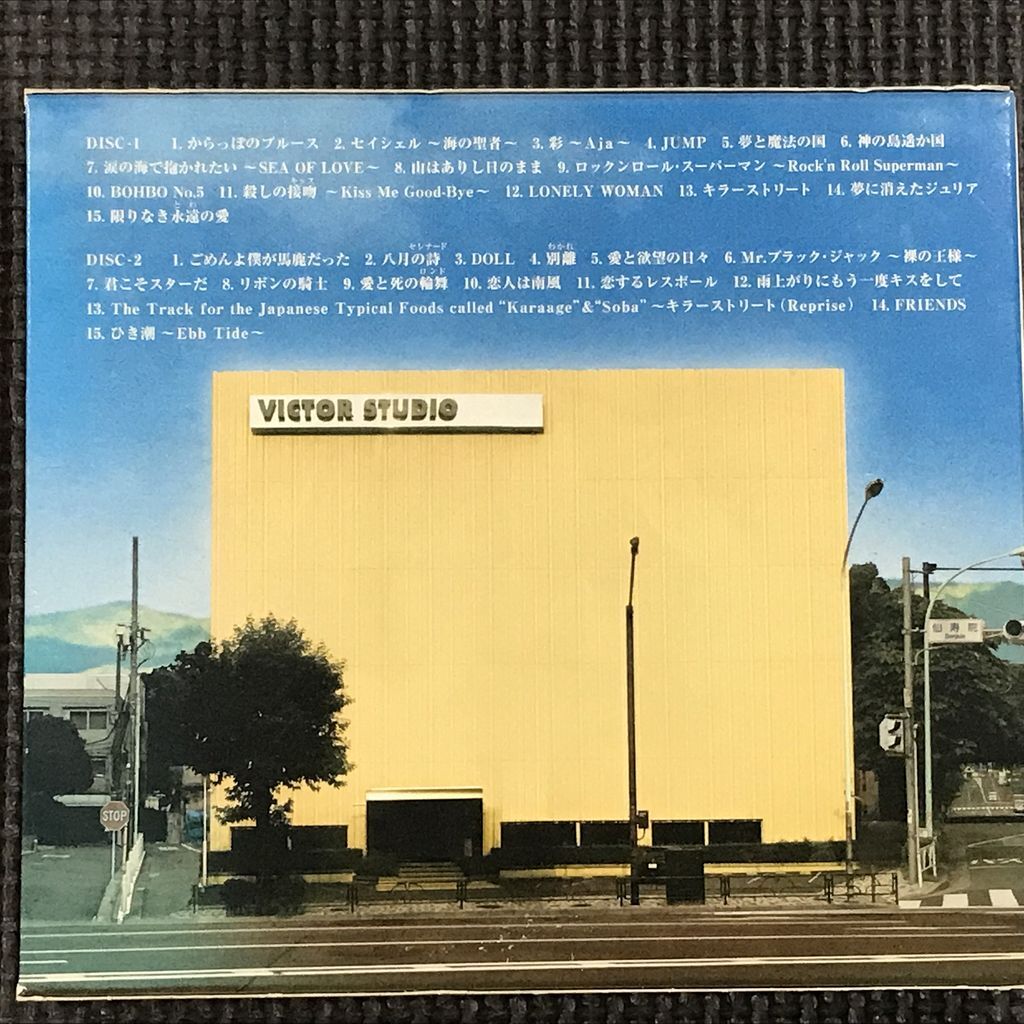 DISC-1 1. からっぽのブルース 2. セイシェル ～海の聖者～ 3. 彩 ～Aja～ 4. JUMP 5. 夢と魔法の国 6. 神の島遥か国
7. 涙の海で抱かれたい ～SEA OF LOVE～ 8. 山はありし日のまま 9. ロックンロール・スーパーマン ～Rock'n Roll Superman～
10. BOHBO No.5 11. 殺しの接吻 ～Kiss Me Good-Bye～ 12. LONELY WOMAN 13. キラーストリート 14. 夢に消えたジュリア
15. 限りなき永遠の愛
DISC-2 1. ごめんよ僕が馬鹿だった 2. 八月の詩 3. DOLL 4. 別離 5. 愛と欲望の日々 6. Mr.ブラック・ジャック ～裸の王様～
7. 君こそスターだ 8. リボンの騎士 9. 愛と死の輪舞 10. 恋人は南風 11. 恋するレスポール 12. 雨上がりにもう一度キスをして
13. The Track for the Japanese Typical Foods called "Karaage"&"Soba" ～キラーストリート (Reprise) 14. FRIENDS
15. ひき潮 ～Ebb Tide～
VICTOR STUDIO
仙寿院
STOP